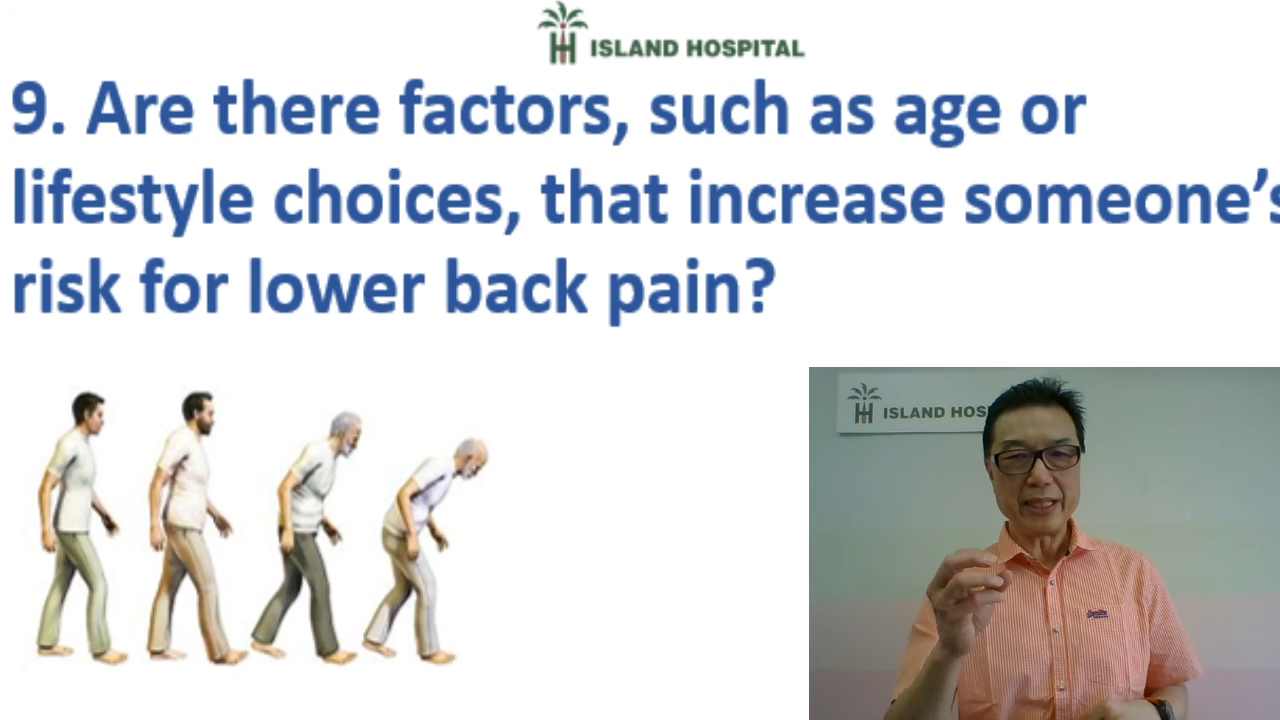 ISLAND HOSPITAL
9. Are there factors, such as age or
lifestyle choices, that increase someone's
risk for lower back pain?
ISLAND HOS